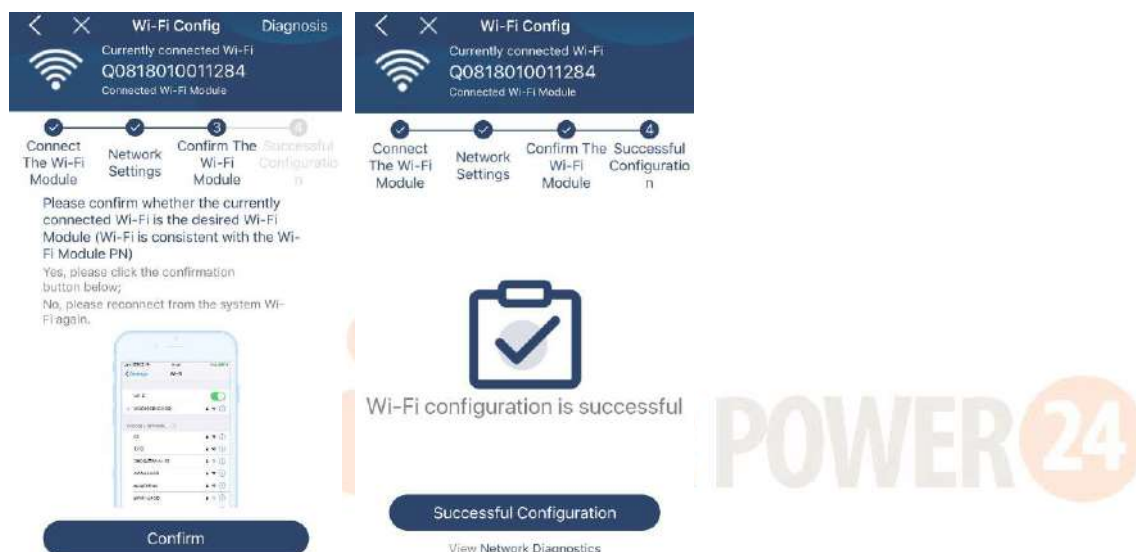 Wi-Fi Config
Diagnosis
Currently connected Wi-Fi
Q0818010011284
Connected Wi-Fi Module
3
4
Connect
The Wi-Fi
Module
Network
Settings
Confirm The
Wi-Fi
Module
Successful
Configuratio
n
Please confirm whether the currently
connected Wi-Fi is the desired Wi-Fi
Module (Wi-Fi is consistent with the Wi-
Fi Module PN)
Yes, please click the confirmation
button below;
No, please reconnect from the system Wi-
Fi again.
Confirm
Wi-Fi Config
Currently connected Wi-Fi
Q0818010011284
Connected Wi-Fi Module
4
Connect
The Wi-Fi
Module
Network
Settings
Confirm The
Wi-Fi
Module
Successful
Configuratio
n
Wi-Fi configuration is successful
Successful Configuration
View Network Diagnostics
POWER 24